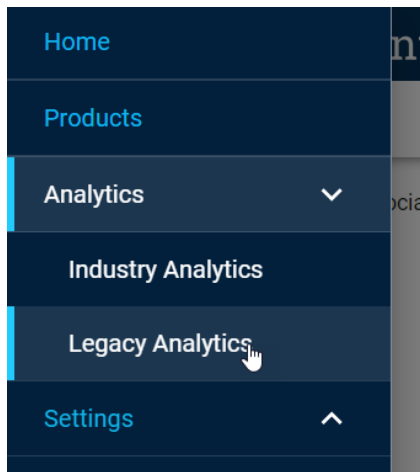 Home
Products
Analytics
Industry Analytics
Legacy Analytics
Settings